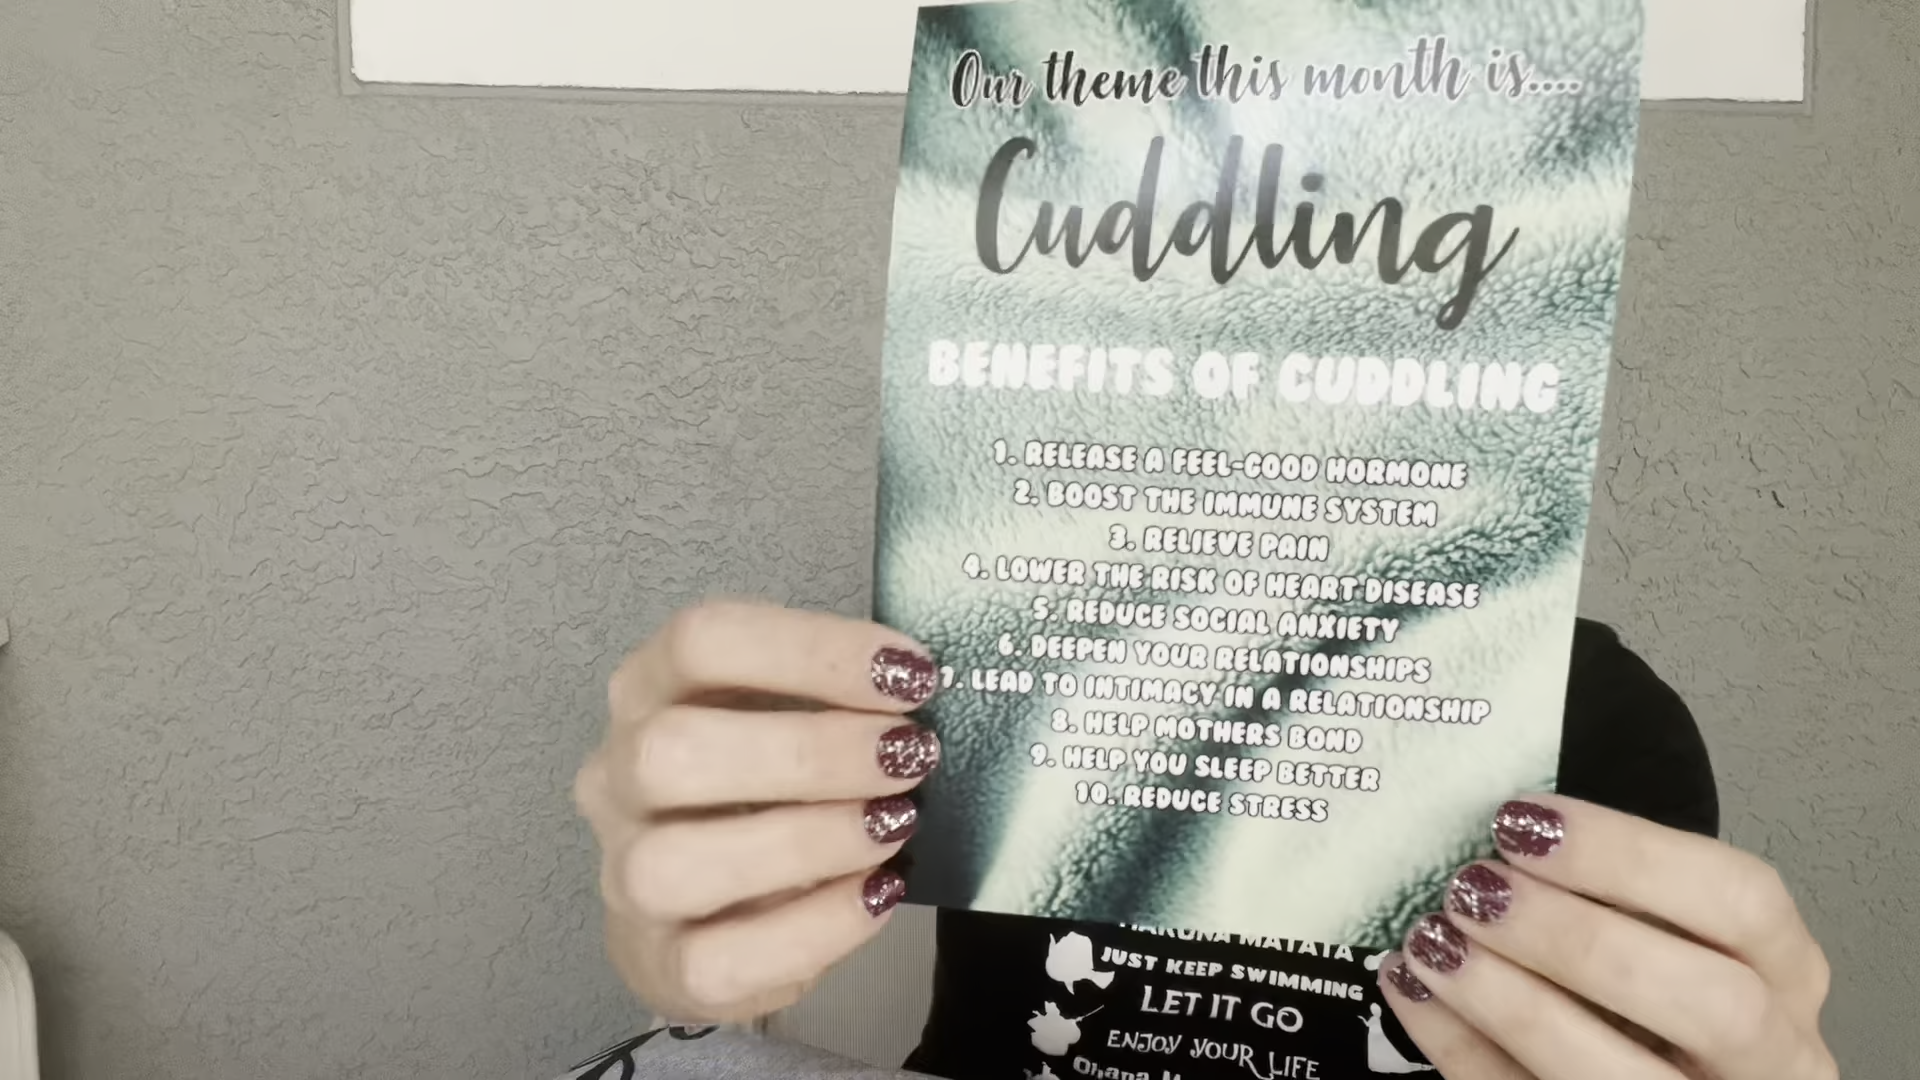 Our theme this month is....
Cuddling
BENEFITS OF CUDDLING
1. RELEASE A FEEL-GOOD HORMONE
2. BOOST THE IMMUNE SYSTEM
3. RELIEVE PAIN
4. LOWER THE RISK OF HEART DISEASE
5. REDUCE SOCIAL ANXIETY
6. DEEPEN YOUR RELATIONSHIPS
7. LEAD TO INTIMACY IN A RELATIONSHIP
8. HELP MOTHERS BOND
9. HELP YOU SLEEP BETTER
10. REDUCE STRESS
HAKUNA MATATA
JUST KEEP SWIMMING
LET IT GO
ENJOY YOUR LIFE
Ohana